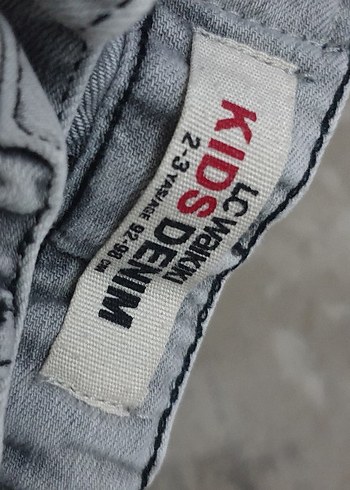 LC WaIKIKI
KIDS DENIM
2-3 YAŞ/AGE 92-98 CM